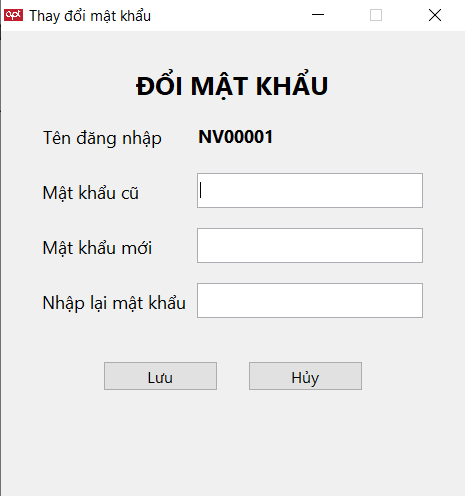 opt Thay đổi mật khẩu
ĐỔI MẬT KHẨU
Tên đăng nhập NV00001
Mật khẩu cũ
Mật khẩu mới
Nhập lại mật khẩu
Lưu Hủy